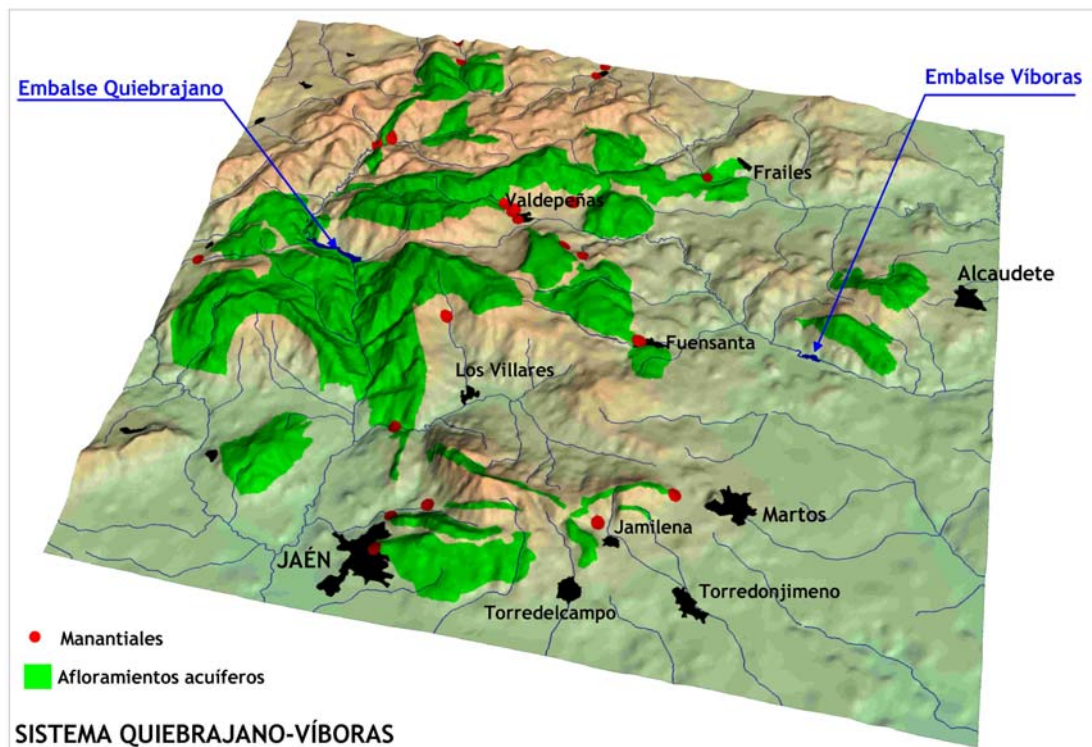 Embalse Quiebrajano
Embalse Víboras
Frailes
Valdepeñas
Alcaudete
Fuensanta
Los Villares
Martos
Jamilena
JAÉN
Torredelcampo
Torredonjimeno
Manantiales
Afloramientos acuíferos
SISTEMA QUIEBRAJANO-VÍBORAS